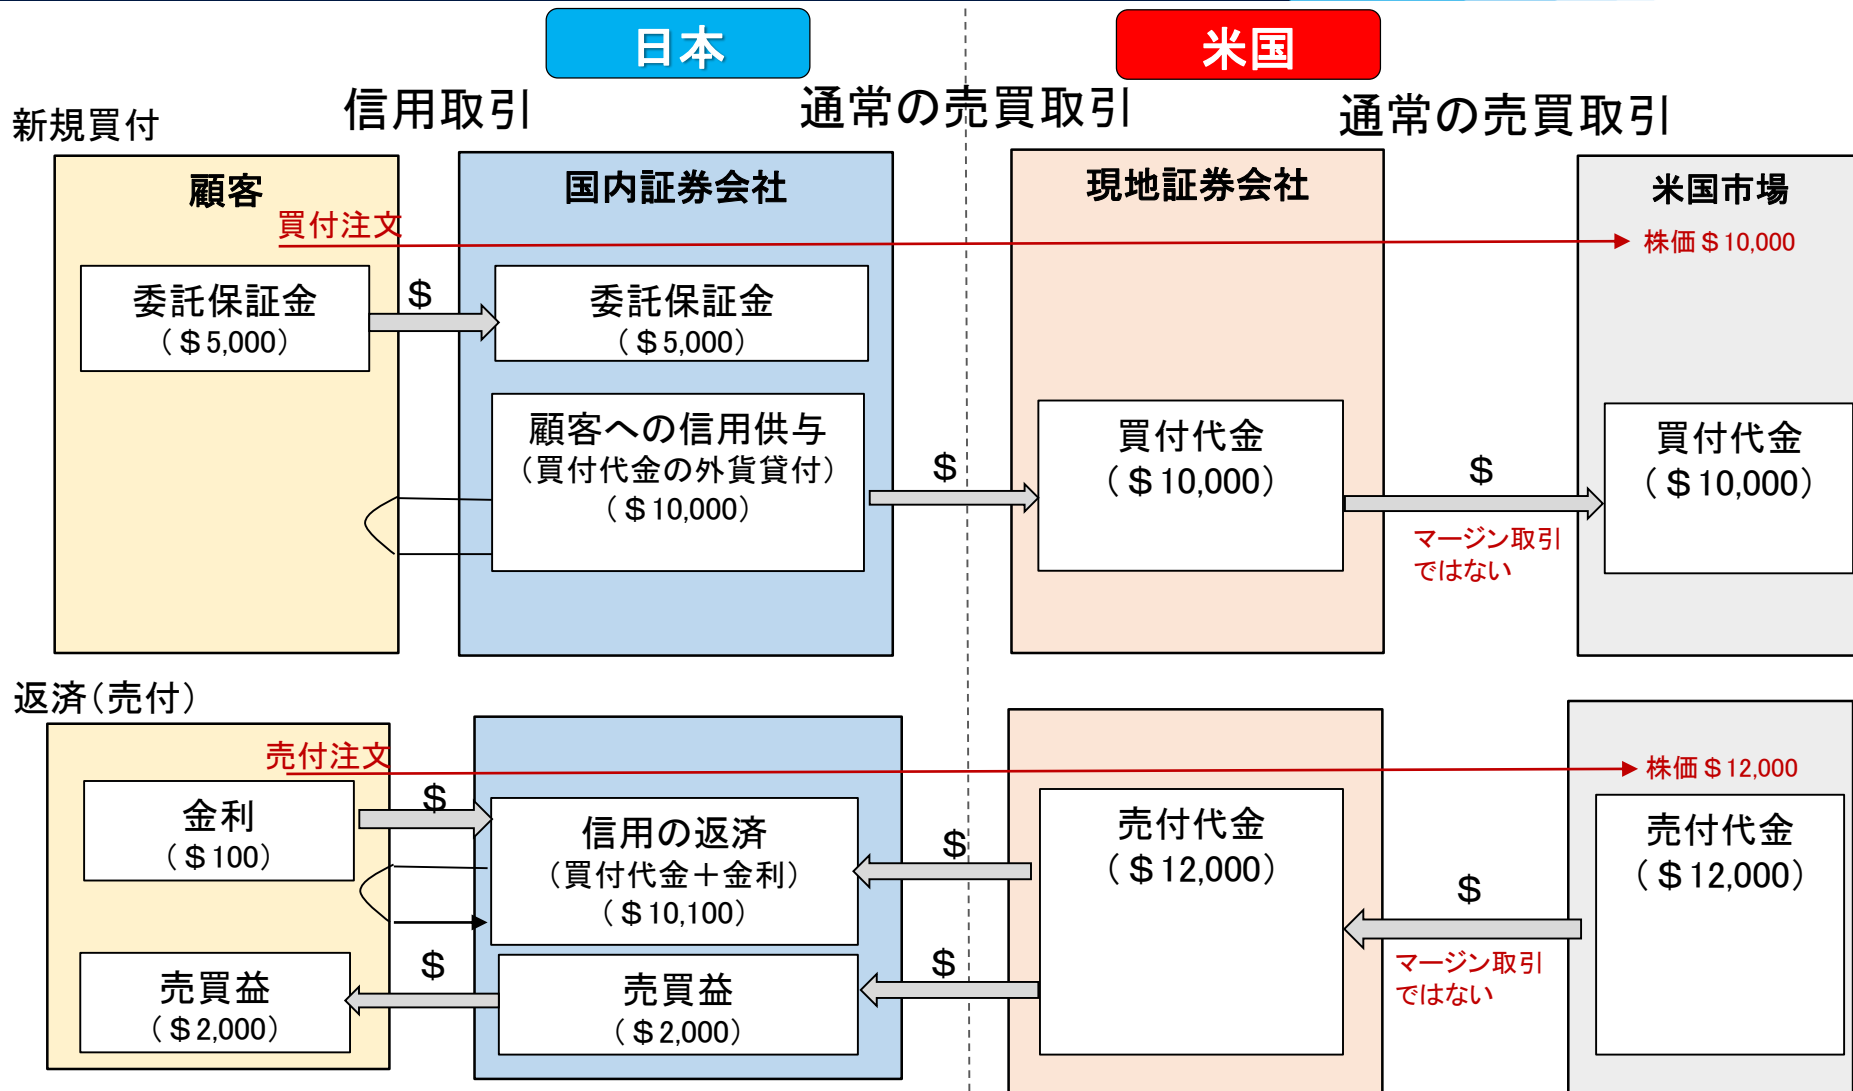 日本
米国
信用取引
通常の売買取引
通常の売買取引
新規買付
顧客
国内証券会社
現地証券会社
米国市場
買付注文
株価＄10,000
委託保証金
（＄5,000）
＄
委託保証金
（＄5,000）
顧客への信用供与
（買付代金の外貨貸付）
（＄10,000）
＄
買付代金
（＄10,000）
＄
マージン取引
ではない
買付代金
（＄10,000）
返済（売付）
売付注文
株価＄12,000
金利
（＄100）
＄
信用の返済
（買付代金＋金利）
（＄10,100）
＄
売付代金
（＄12,000）
＄
マージン取引
ではない
売付代金
（＄12,000）
売買益
（＄2,000）
＄
売買益
（＄2,000）
＄